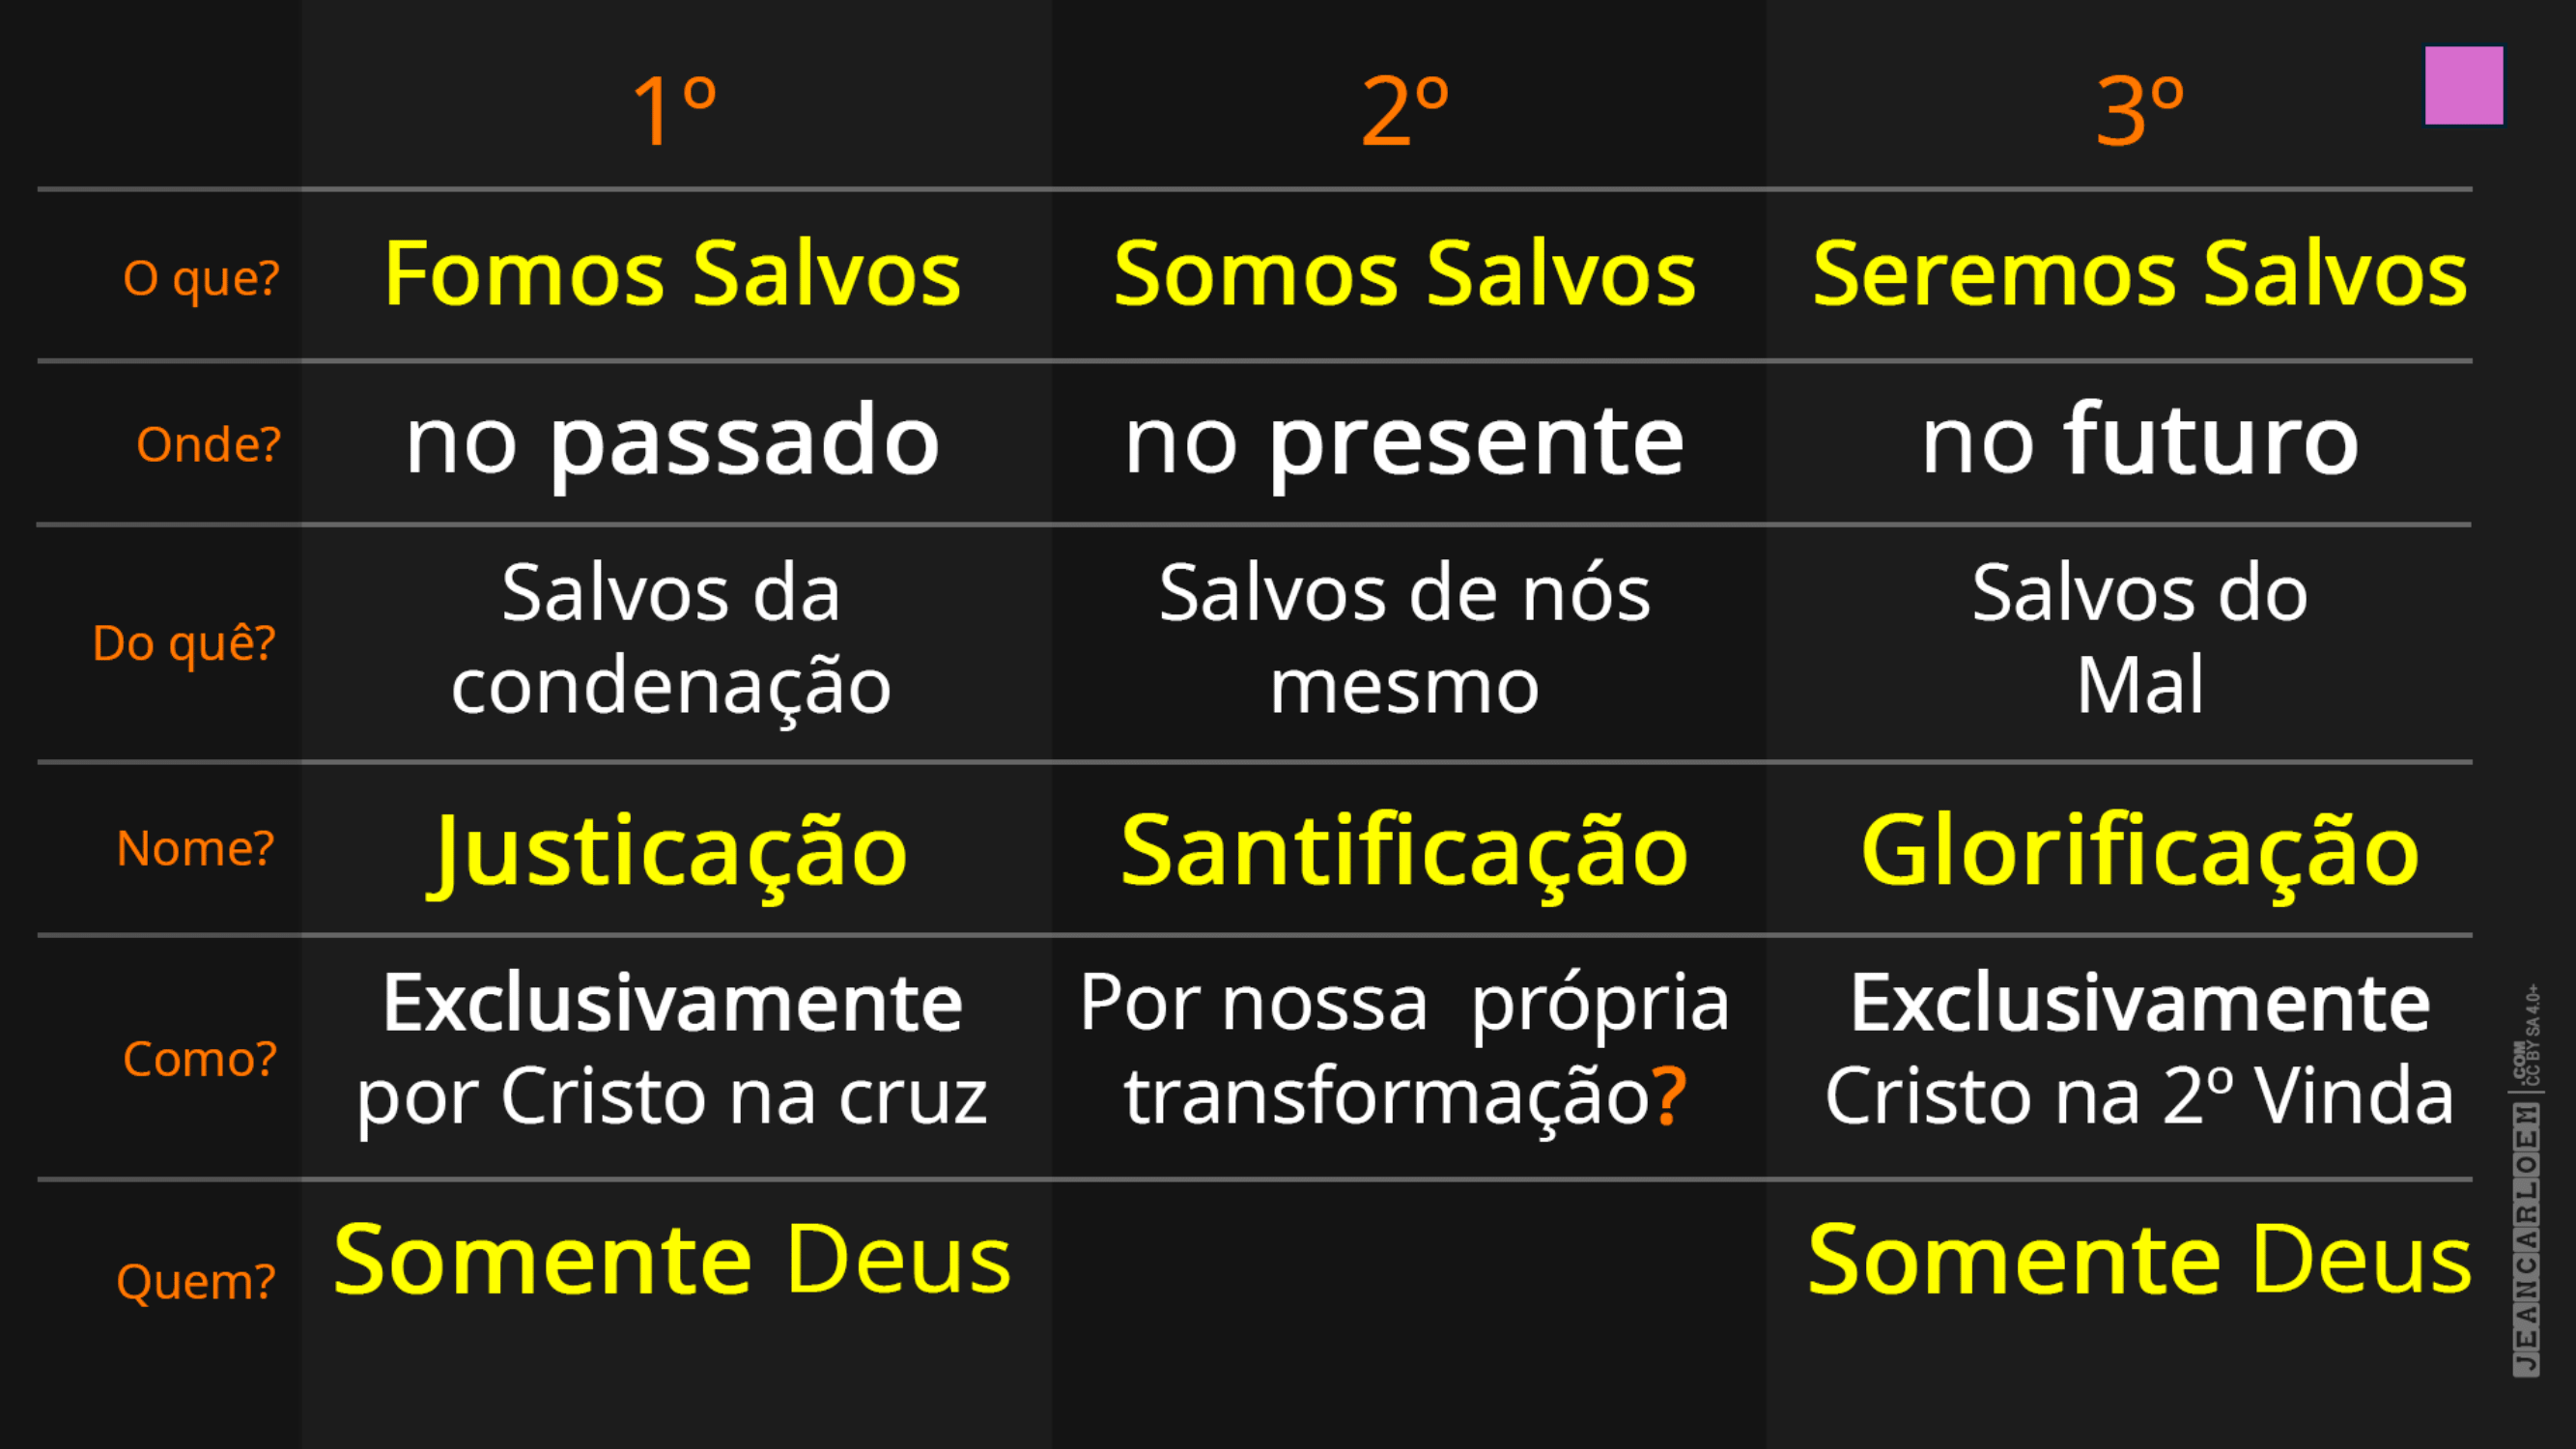 1º 2º 3º
O que? Fomos Salvos Somos Salvos Seremos Salvos
Onde? no passado no presente no futuro
Do quê? Salvos da condenação Salvos de nós mesmo Salvos do Mal
Nome? Justicação Santificação Glorificação
Como? Exclusivamente por Cristo na cruz Por nossa própria transformação? Exclusivamente Cristo na 2º Vinda
Quem? Somente Deus Somente Deus
JEANCARLOEM .COM
CC BY SA 4.0+